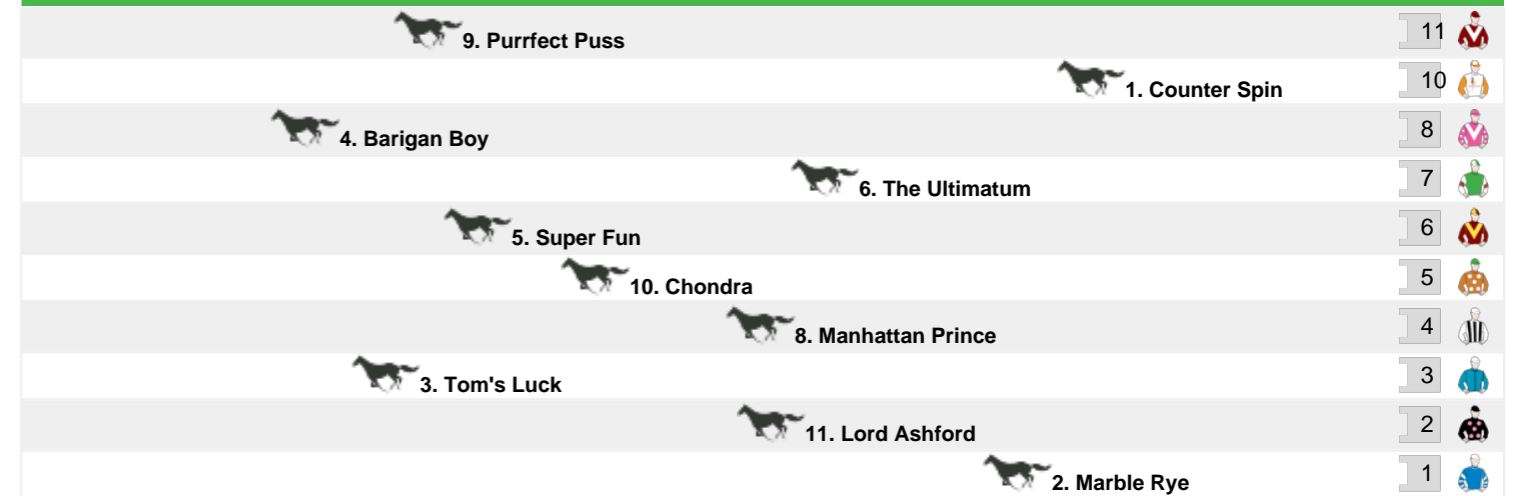 9. Purrfect Puss 11
1. Counter Spin 10
4. Barigan Boy 8
6. The Ultimatum 7
5. Super Fun 6
10. Chondra 5
8. Manhattan Prince 4
3. Tom's Luck 3
11. Lord Ashford 2
2. Marble Rye 1